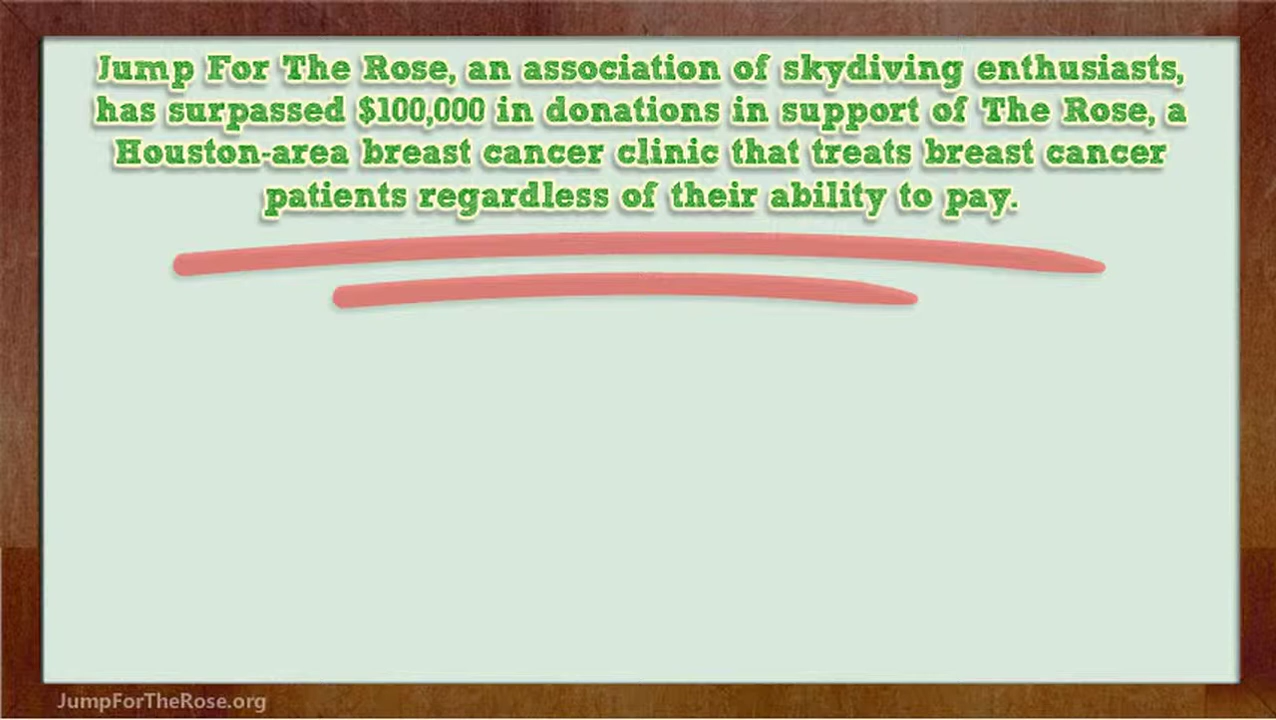 Jump For The Rose, an association of skydiving enthusiasts,
has surpassed $100,000 in donations in support of The Rose, a
Houston-area breast cancer clinic that treats breast cancer
patients regardless of their ability to pay.
JumpForTheRose.org